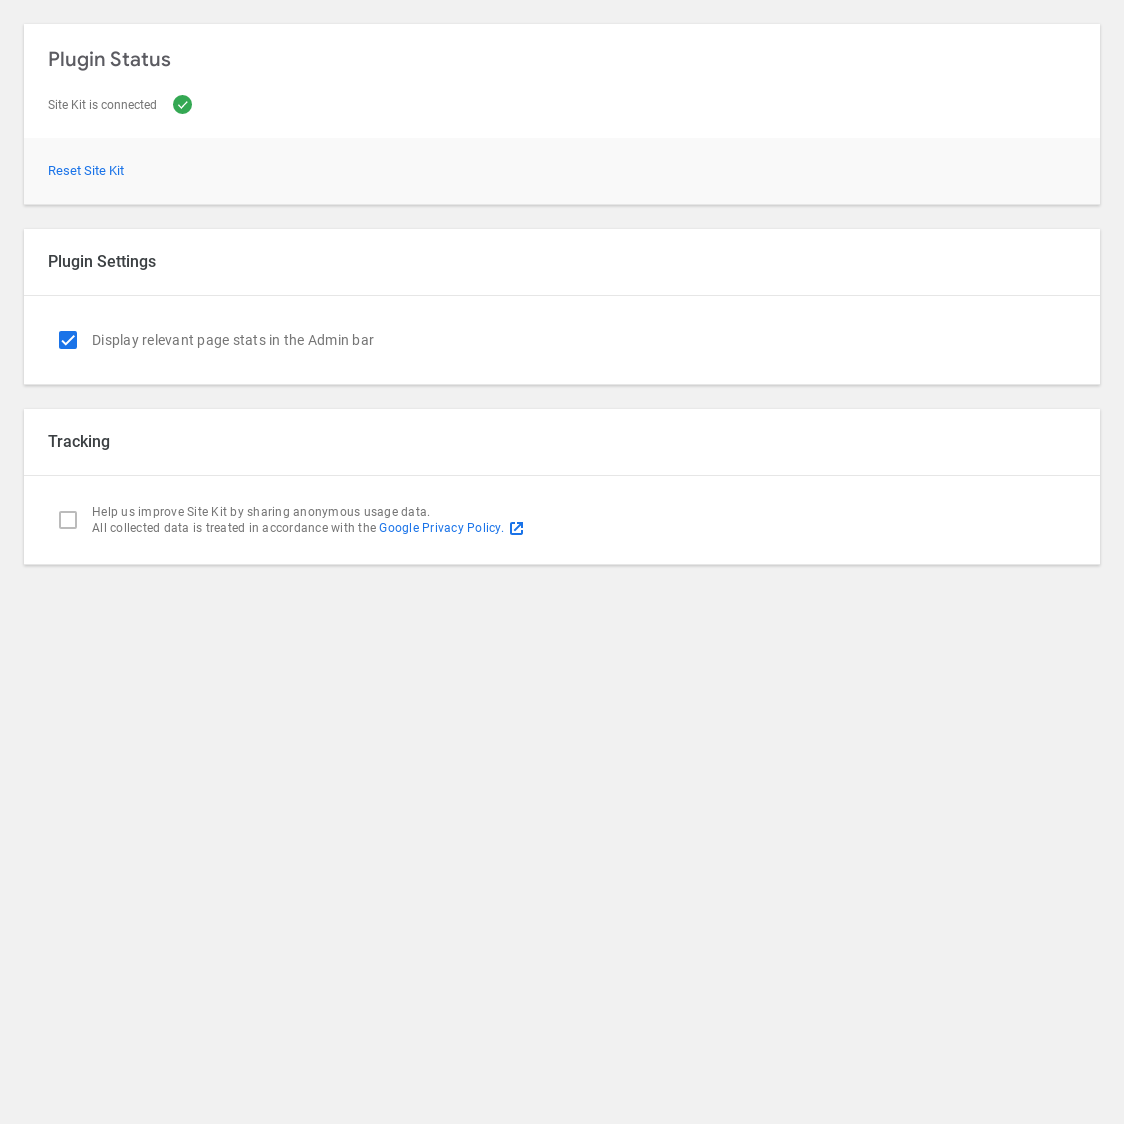 Plugin Status
Site Kit is connected
Reset Site Kit
Plugin Settings
Display relevant page stats in the Admin bar
Tracking
Help us improve Site Kit by sharing anonymous usage data.
All collected data is treated in accordance with the Google Privacy Policy.